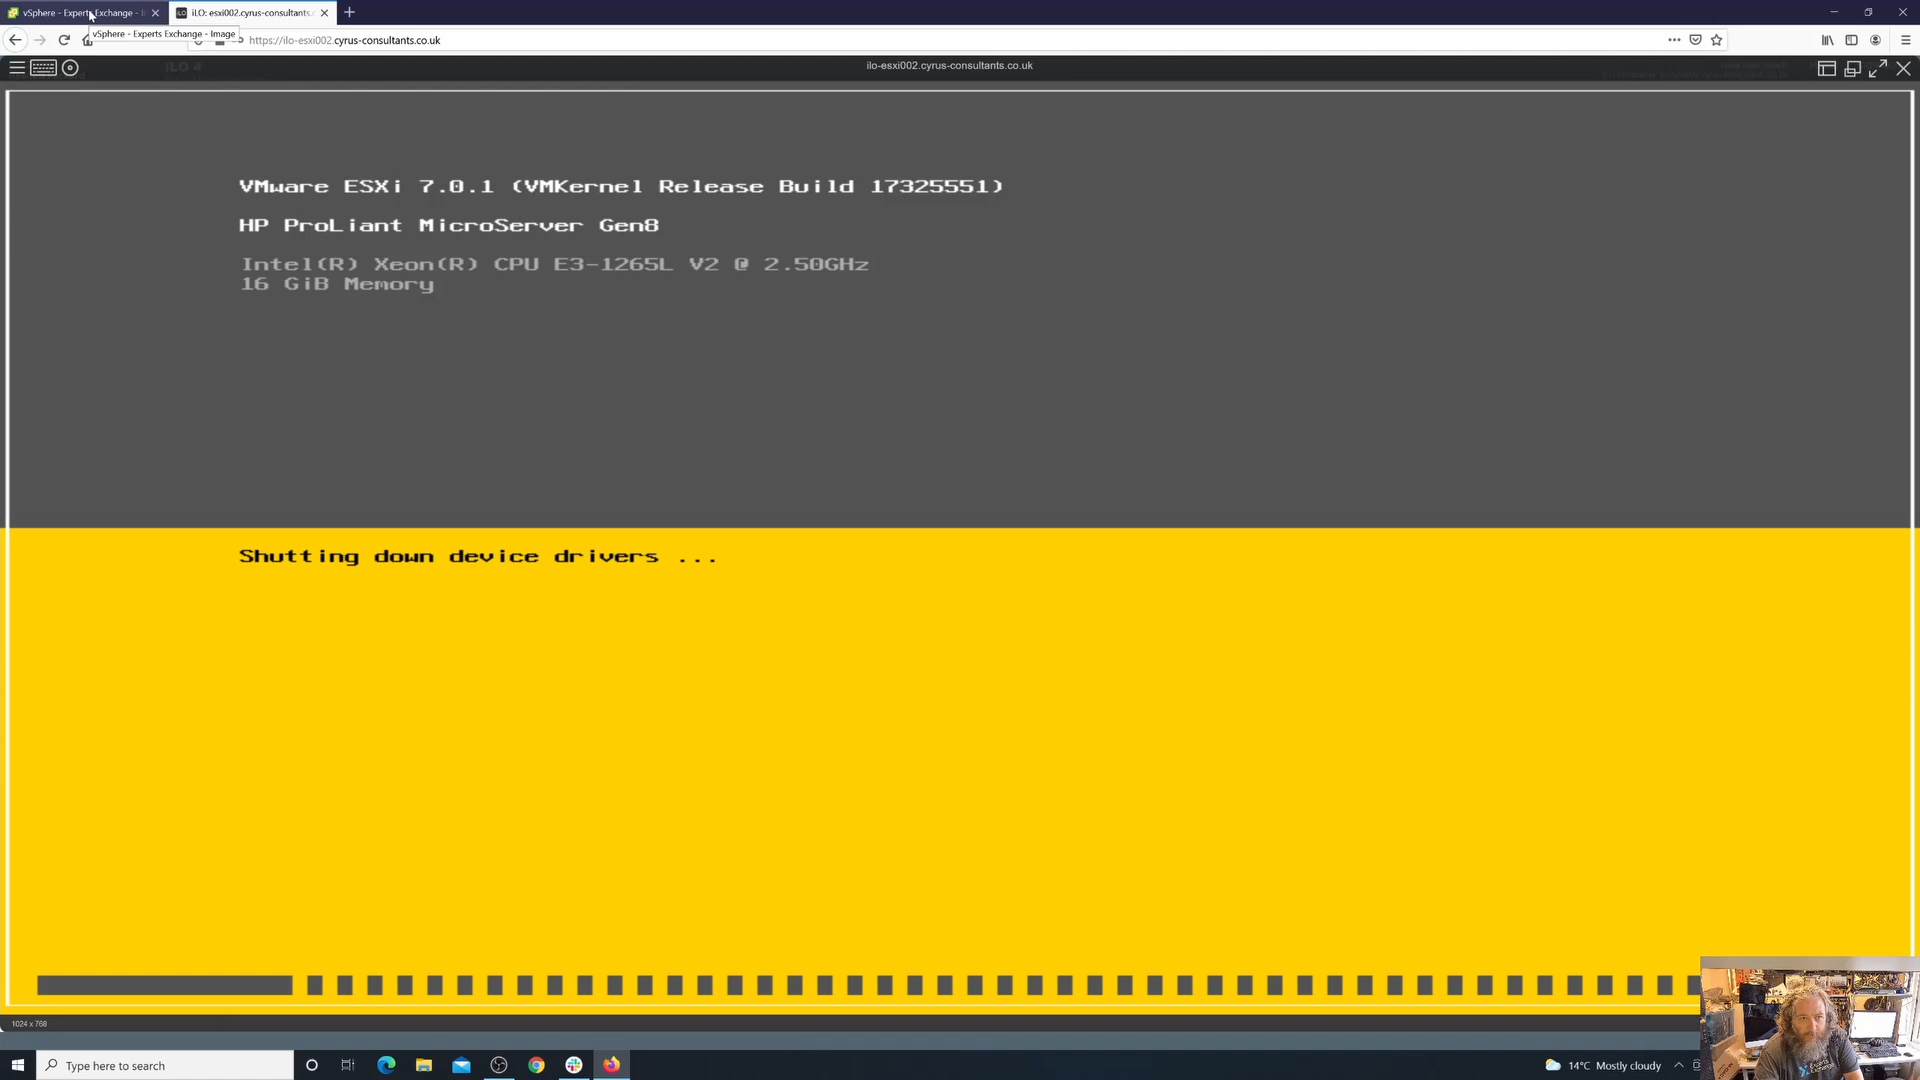 vSphere - Experts Exchange - I
iLO: esxi002.cyrus-consultants.
vSphere - Experts Exchange - Image
https://ilo-esxi002.cyrus-consultants.co.uk
iLO 4
ilo-esxi002.cyrus-consultants.co.uk
VMware ESXi 7.0.1 (VMKernel Release Build 17325551)
HP ProLiant MicroServer Gen8
Intel(R) Xeon(R) CPU E3-1265L V2 @ 2.50GHz
16 GiB Memory
Shutting down device drivers ...
1024 x 768
Type here to search
14°C Mostly cloudy